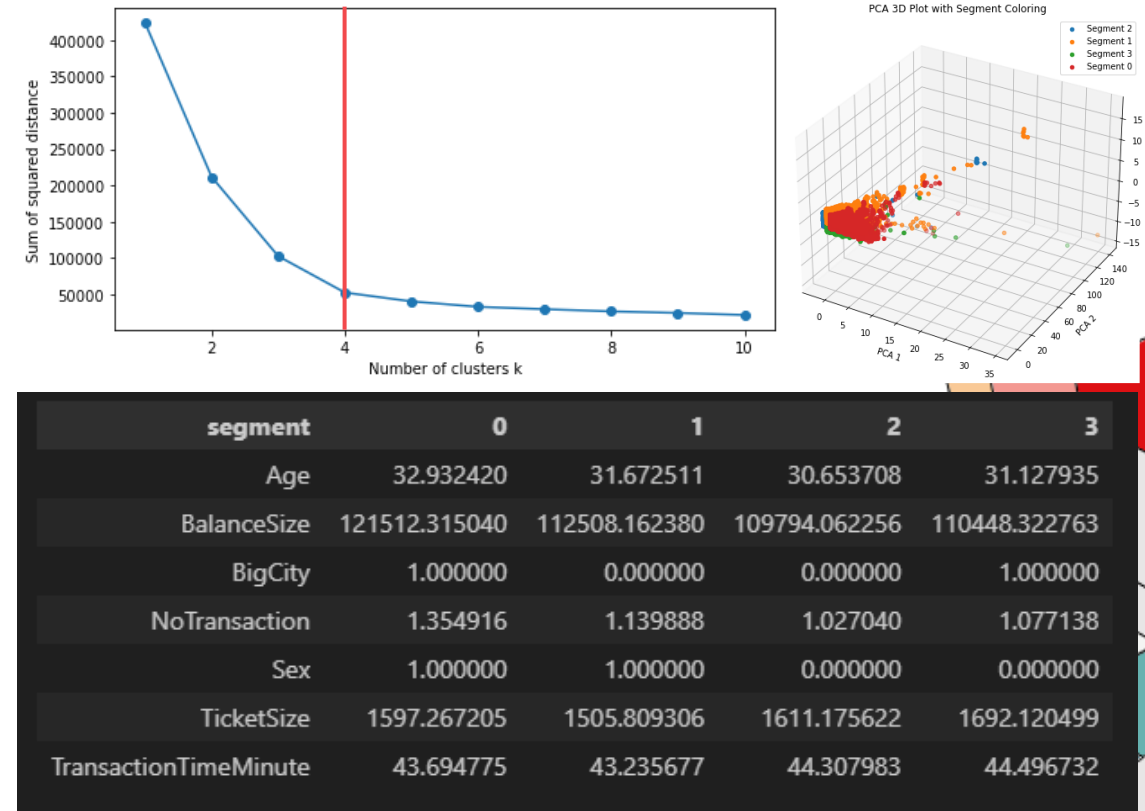 PCA 3D Plot with Segment Coloring
Segment 2
Segment 1
Segment 3
Segment 0
400000
350000
300000
250000
200000
150000
100000
50000
Sum of squared distance
2 4 6 8 10
Number of clusters k
15
10
5
0
−5
−10
−15
0 5 10 15 20 25 30 35
PCA 1
0 20 40 60 80 100 120 140
PCA 2
segment 0 1 2 3
Age 32.932420 31.672511 30.653708 31.127935
BalanceSize 121512.315040 112508.162380 109794.062256 110448.322763
BigCity 1.000000 0.000000 0.000000 1.000000
NoTransaction 1.354916 1.139888 1.027040 1.077138
Sex 1.000000 1.000000 0.000000 0.000000
TicketSize 1597.267205 1505.809306 1611.175622 1692.120499
TransactionTimeMinute 43.694775 43.235677 44.307983 44.496732